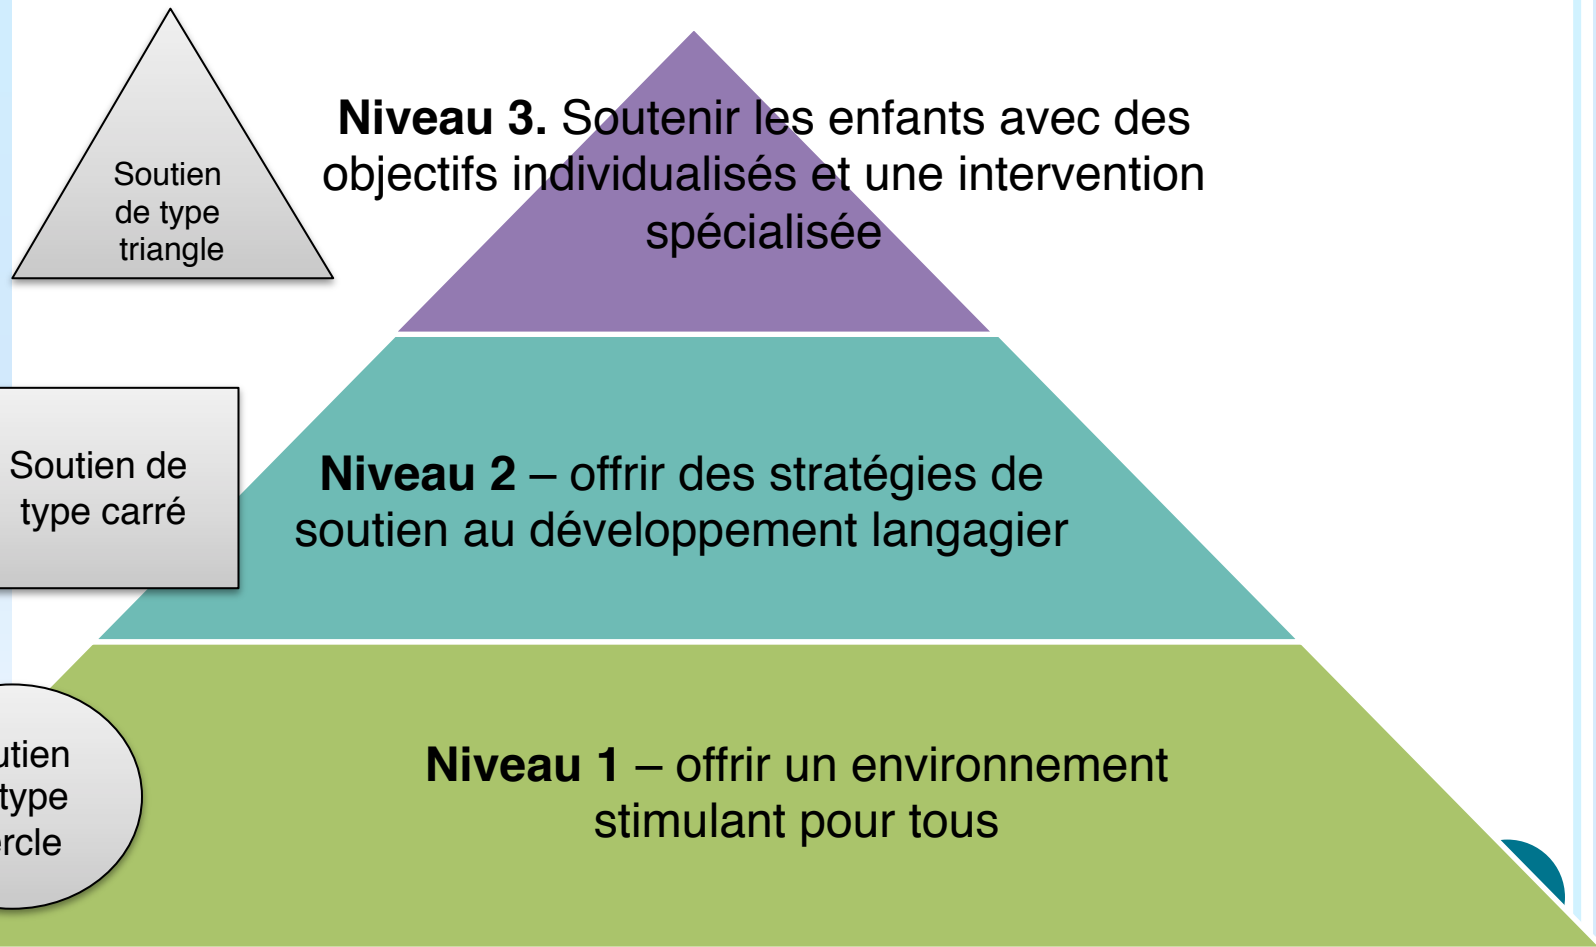 Niveau 3. Soutenir les enfants avec des
objectifs individualisés et une intervention
spécialisée
Soutien
de type
triangle
Niveau 2 – offrir des stratégies de
soutien au développement langagier
Soutien de
type carré
Niveau 1 – offrir un environnement
stimulant pour tous
utien
type
rcle